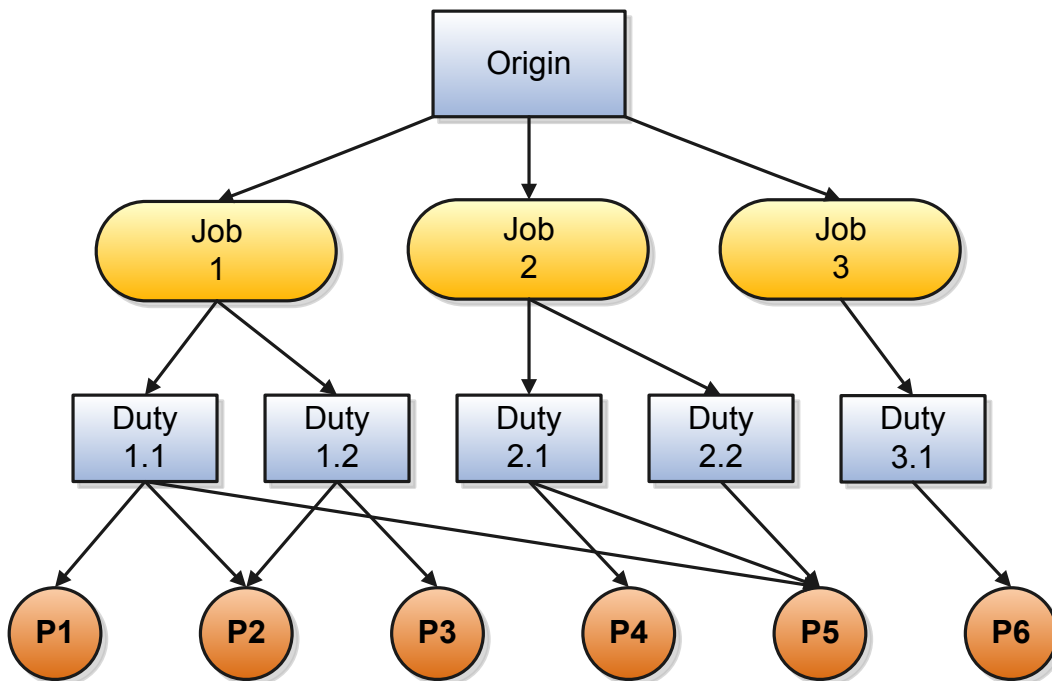 Origin
Job
1
Job
2
Job
3
Duty
1.1
Duty
1.2
Duty
2.1
Duty
2.2
Duty
3.1
P1
P2
P3
P4
P5
P6